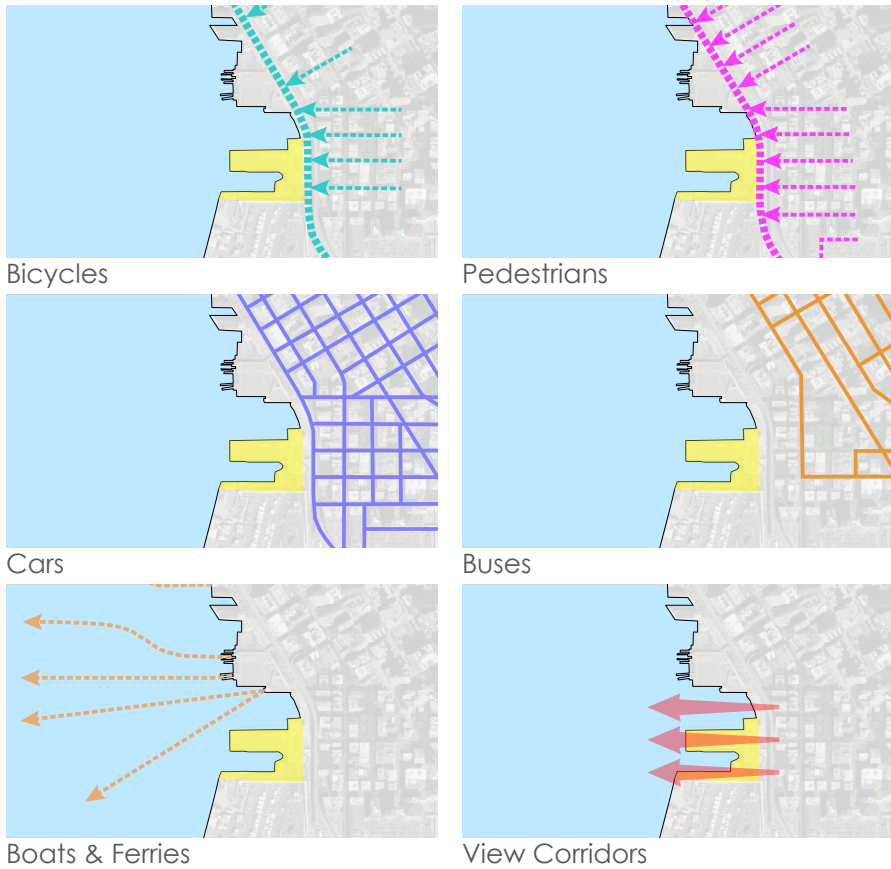 Bicycles
Pedestrians
Cars
Buses
Boats & Ferries
View Corridors